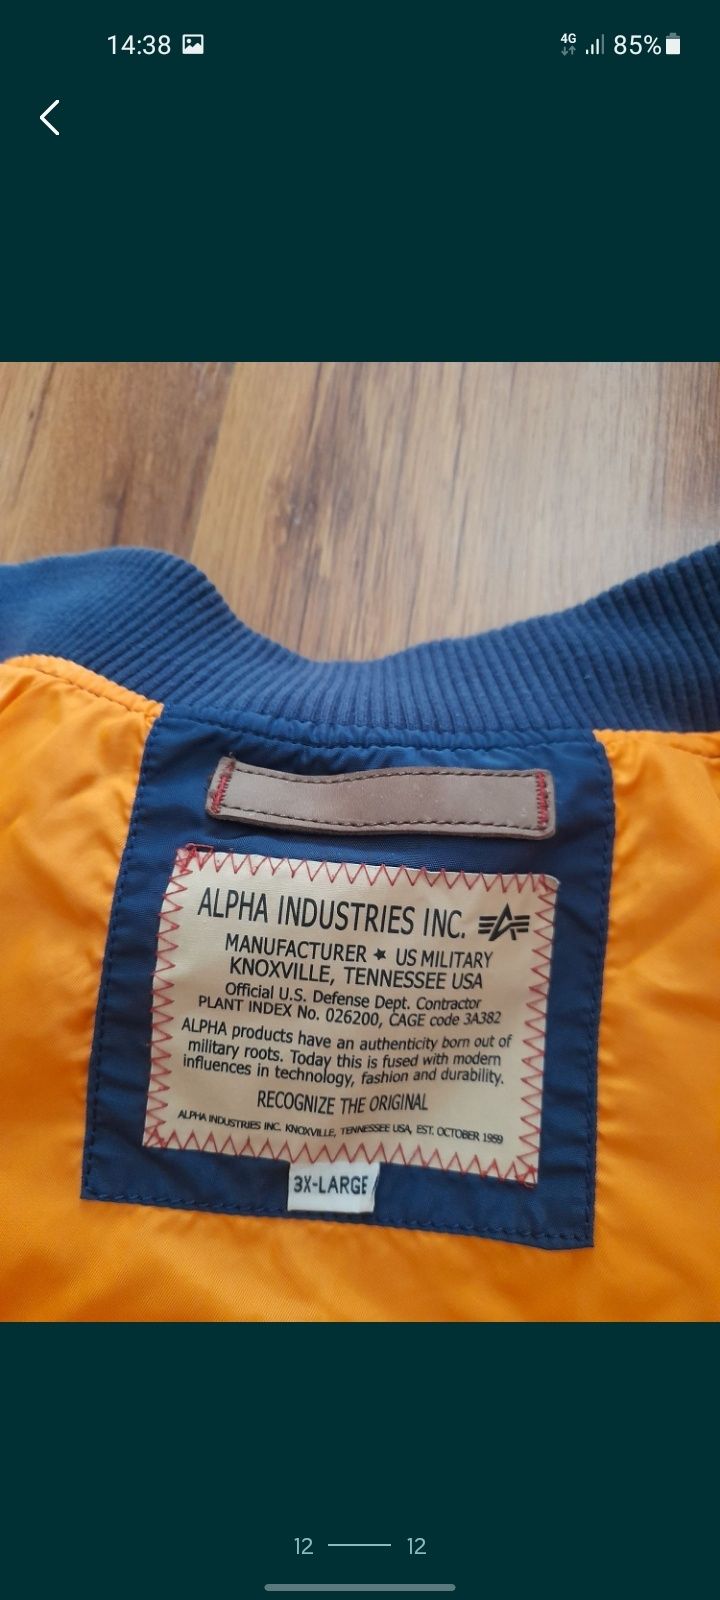 14:38
4G
85%
ALPHA INDUSTRIES INC.
MANUFACTURER ★ US MILITARY
KNOXVILLE, TENNESSEE USA
Official U.S. Defense Dept. Contractor
PLANT INDEX No. 026200, CAGE code 3A382
ALPHA products have an authenticity born out of
military roots. Today this is fused with modern
influences in technology, fashion and durability.
RECOGNIZE THE ORIGINAL
ALPHA INDUSTRIES INC. KNOXVILLE, TENNESSEE USA, EST. OCTOBER 1959
3X-LARGE
12 — 12